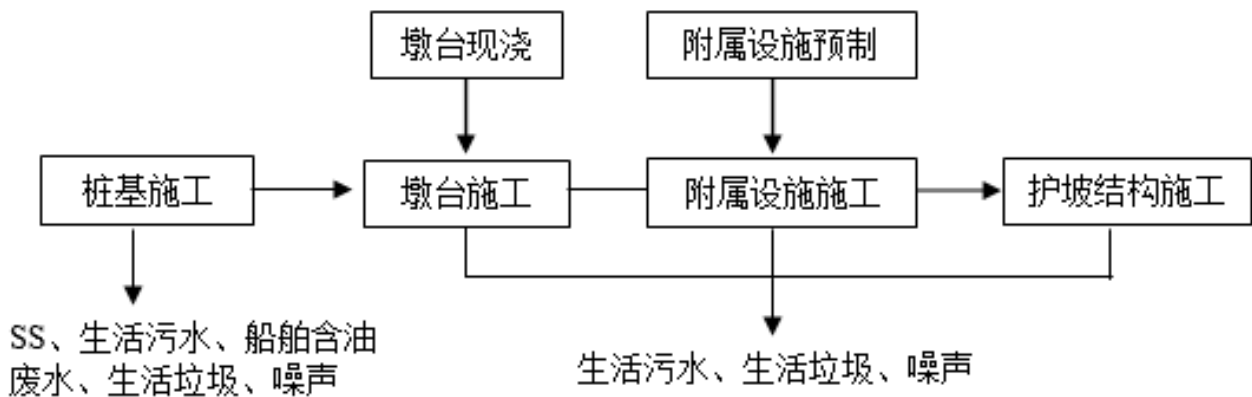 墩台现浇
附属设施预制
桩基施工
墩台施工
附属设施施工
护坡结构施工
SS、生活污水、船舶含油
废水、生活垃圾、噪声
生活污水、生活垃圾、噪声